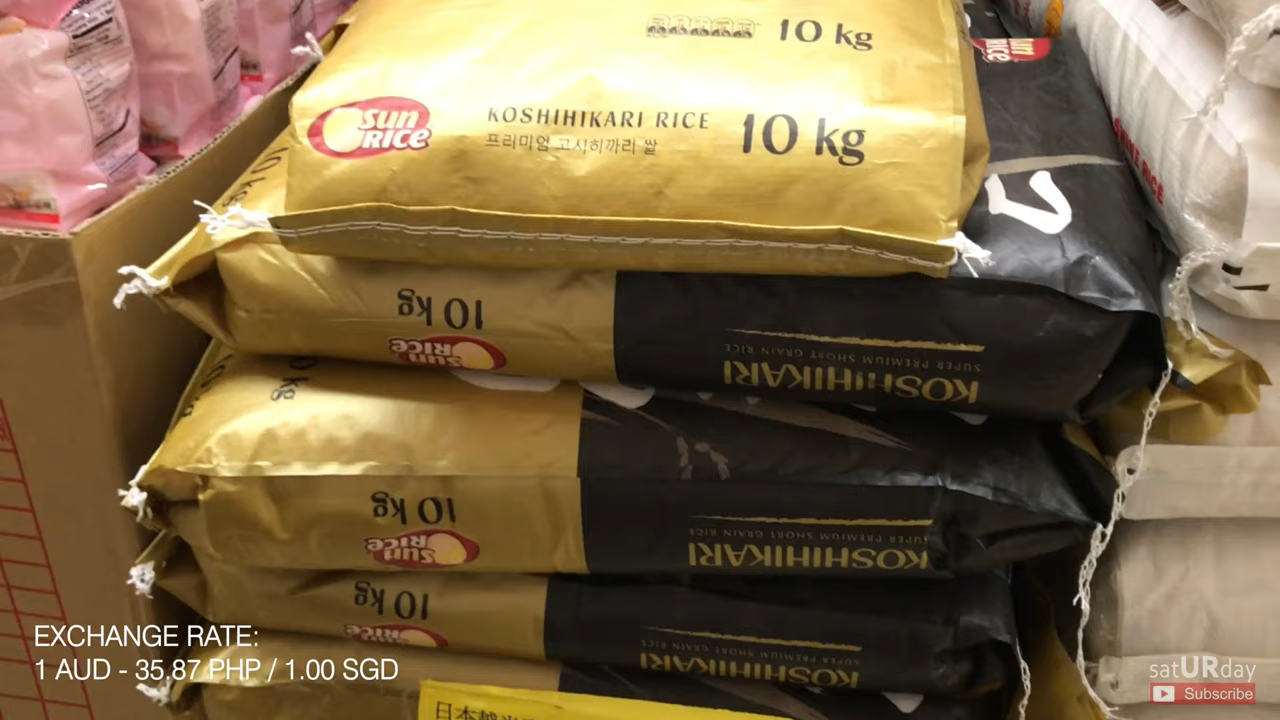 10 kg
Sun
RICE
KOSHIHIKARI RICE
프리미엄 고시히까리 쌀
10 kg
10 kg
10 kg
Sun
RICE
SUPER PREMIUM SHORT GRAIN RICE
KOSHIHIKARI
kg
10 kg
Sun
RICE
SUPER PREMIUM SHORT GRAIN RICE
KOSHIHIKARI
10 kg
RICE
SUPER PREMIUM SHORT GRAIN RICE
KOSHIHIKARI
EXCHANGE RATE:
1 AUD - 35.87 PHP / 1.00 SGD
satURday
Subscribe